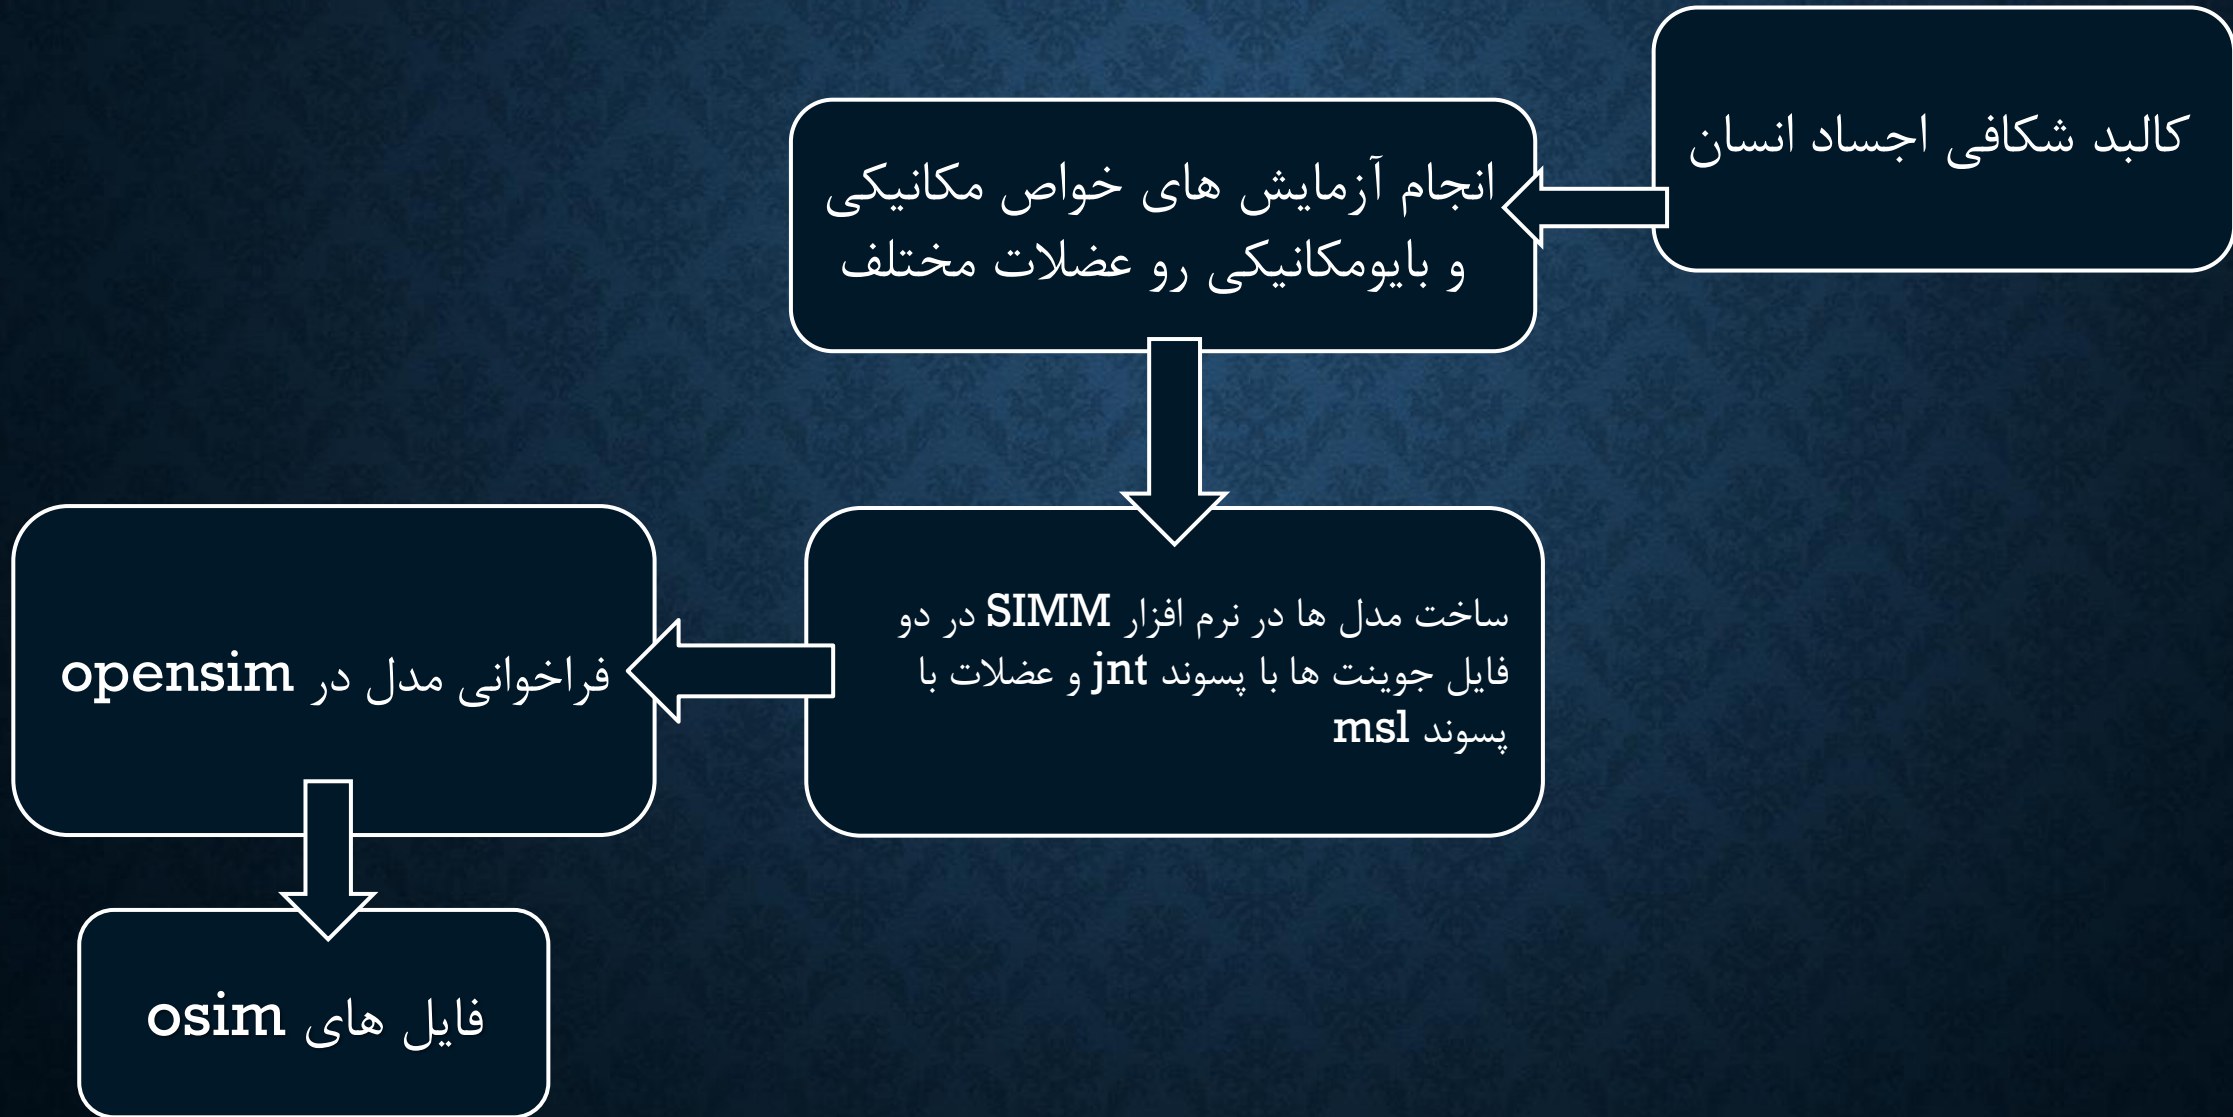 کالبد شکافی اجساد انسان
انجام آزمایش های خواص مکانیکی
و بایومکانیکی رو عضلات مختلف
ساخت مدل ها در نرم افزار SIMM در دو
فایل جوینت ها با پسوند jnt و عضلات با
پسوند msl
فراخوانی مدل در opensim
فایل های osim